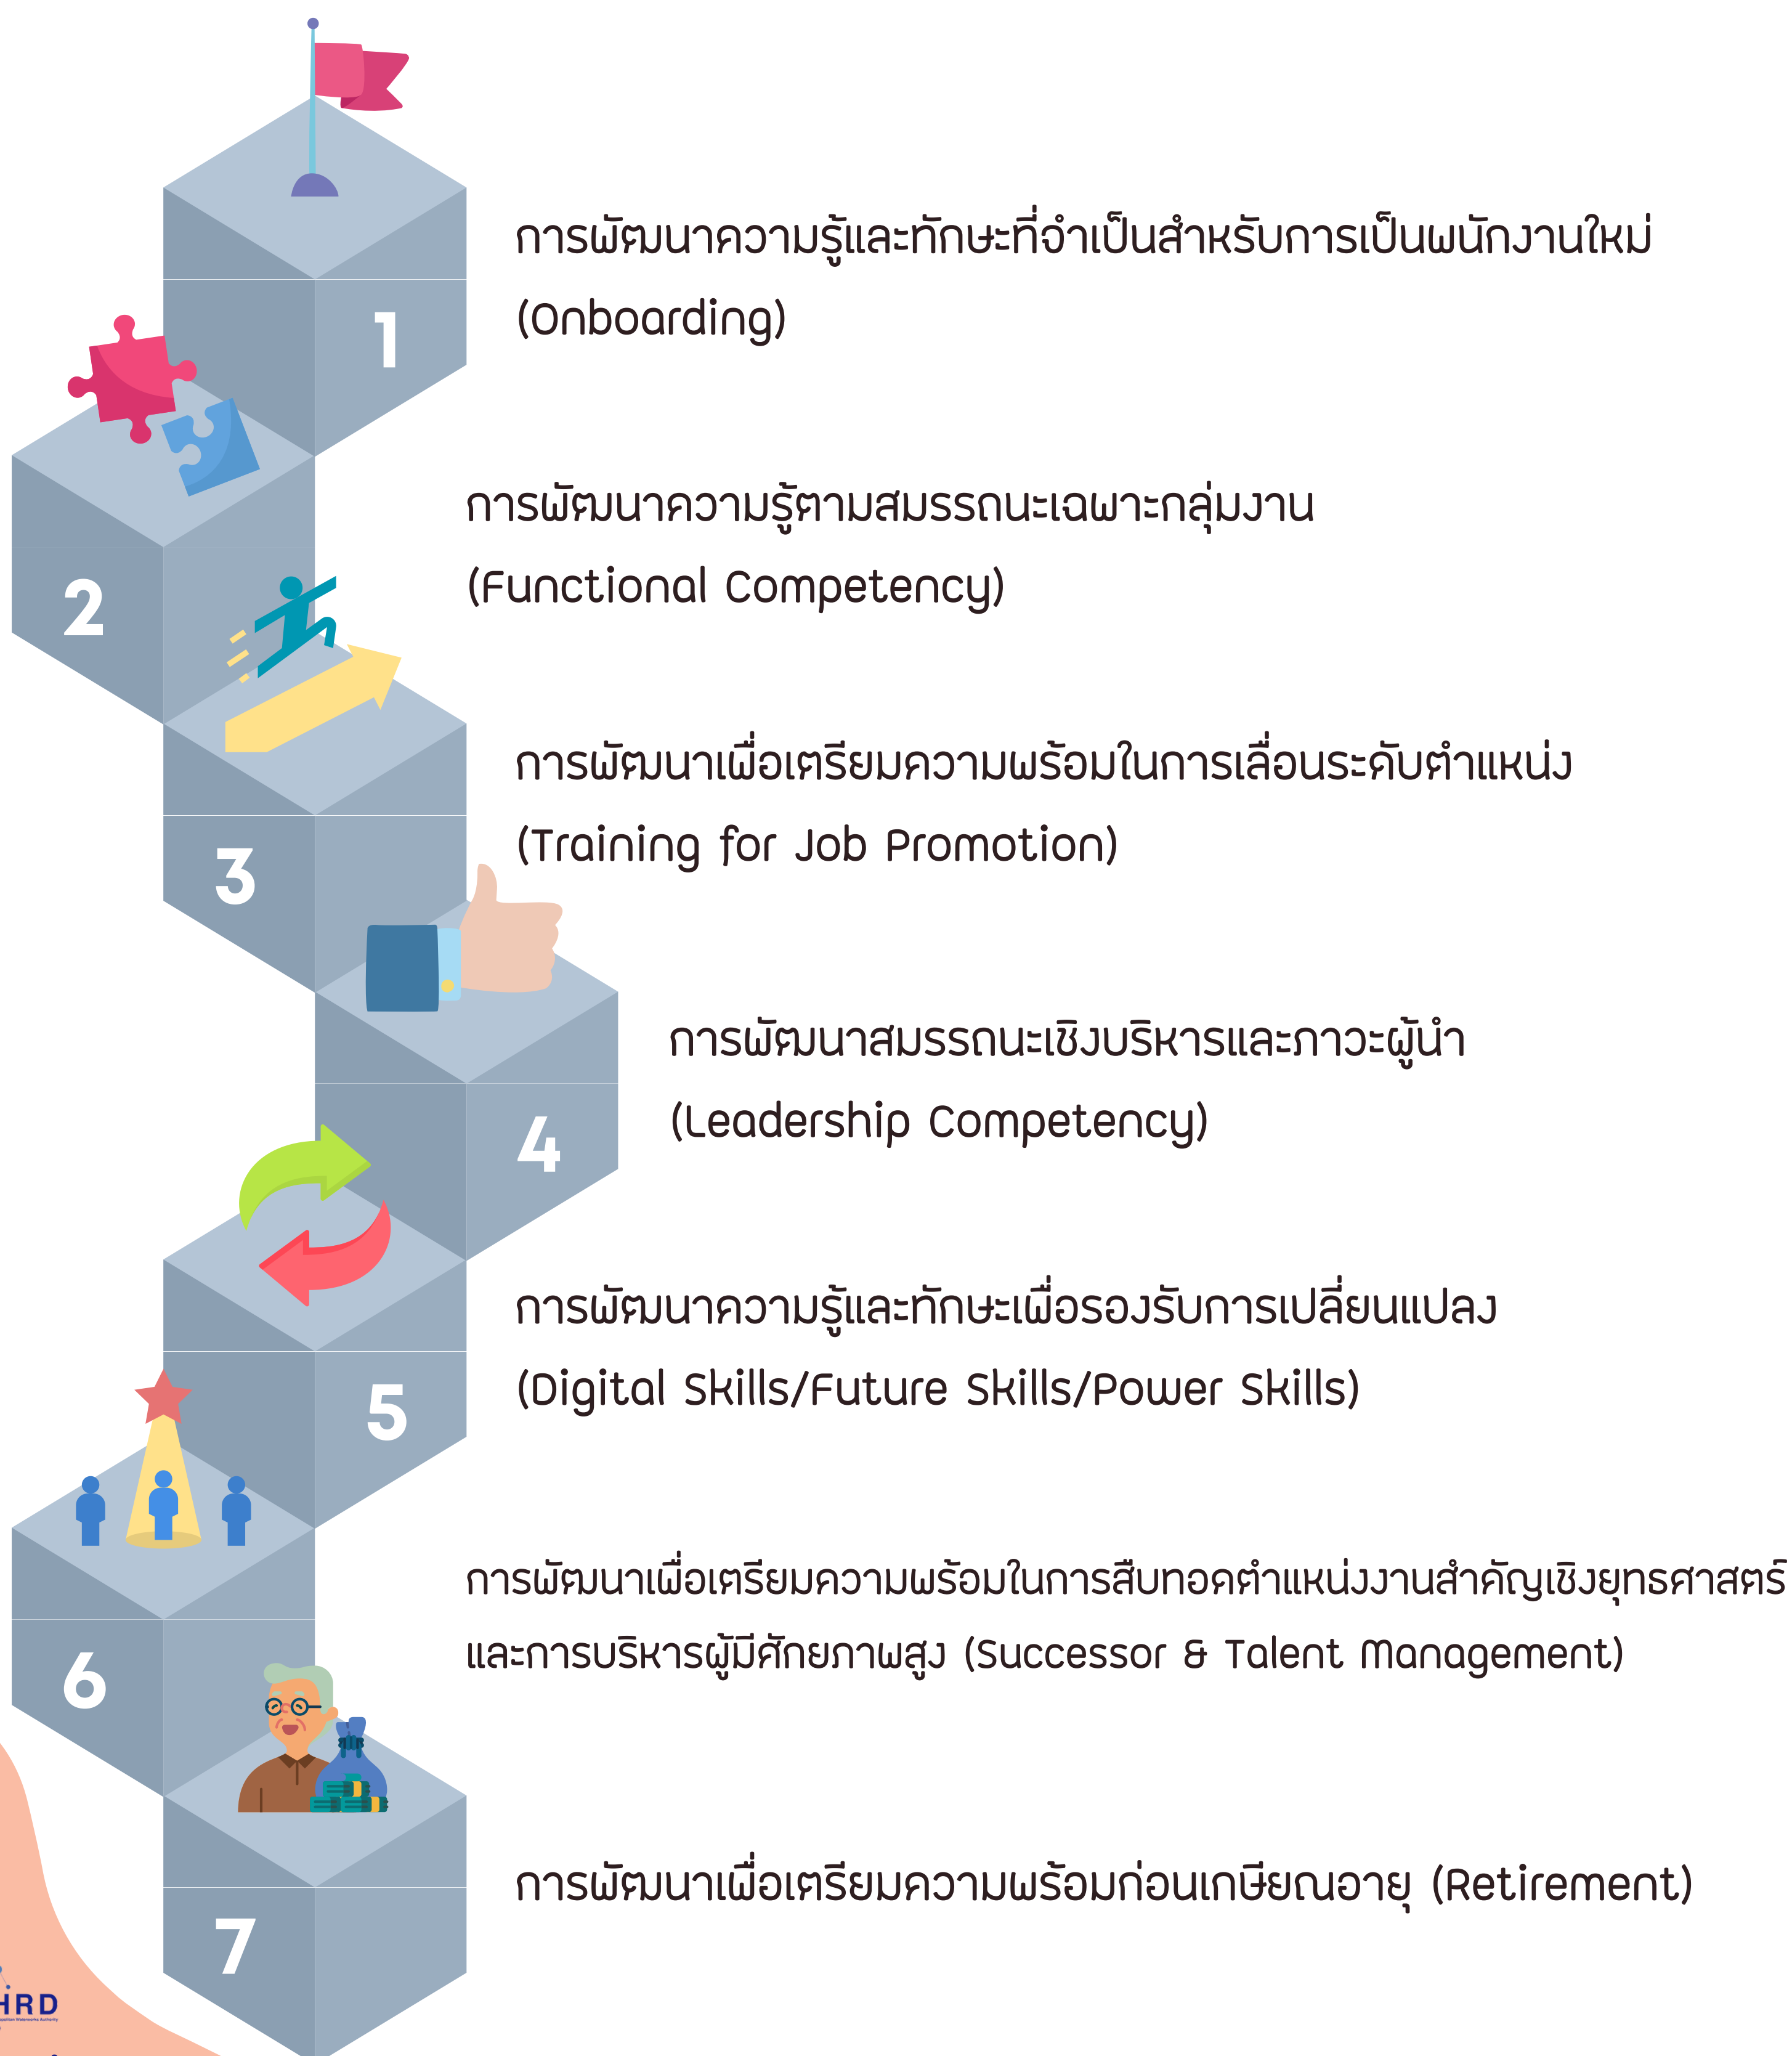 1
การพัฒนาความรู้และทักษะที่จำเป็นสำหรับการเป็นพนักงานใหม่
(Onboarding)
2
การพัฒนาความรู้ตามสมรรถนะเฉพาะกลุ่มงาน
(Functional Competency)
3
การพัฒนาเพื่อเตรียมความพร้อมในการเลื่อนระดับตำแหน่ง
(Training for Job Promotion)
4
การพัฒนาสมรรถนะเชิงบริหารและภาวะผู้นำ
(Leadership Competency)
5
การพัฒนาความรู้และทักษะเพื่อรองรับการเปลี่ยนแปลง
(Digital Skills/Future Skills/Power Skills)
6
การพัฒนาเพื่อเตรียมความพร้อมในการสืบทอดตำแหน่งงานสำคัญเชิงยุทธศาสตร์
และการบริหารผู้มีศักยภาพสูง (Successor & Talent Management)
7
การพัฒนาเพื่อเตรียมความพร้อมก่อนเกษียณอายุ (Retirement)
HRD
Waterworks Authority